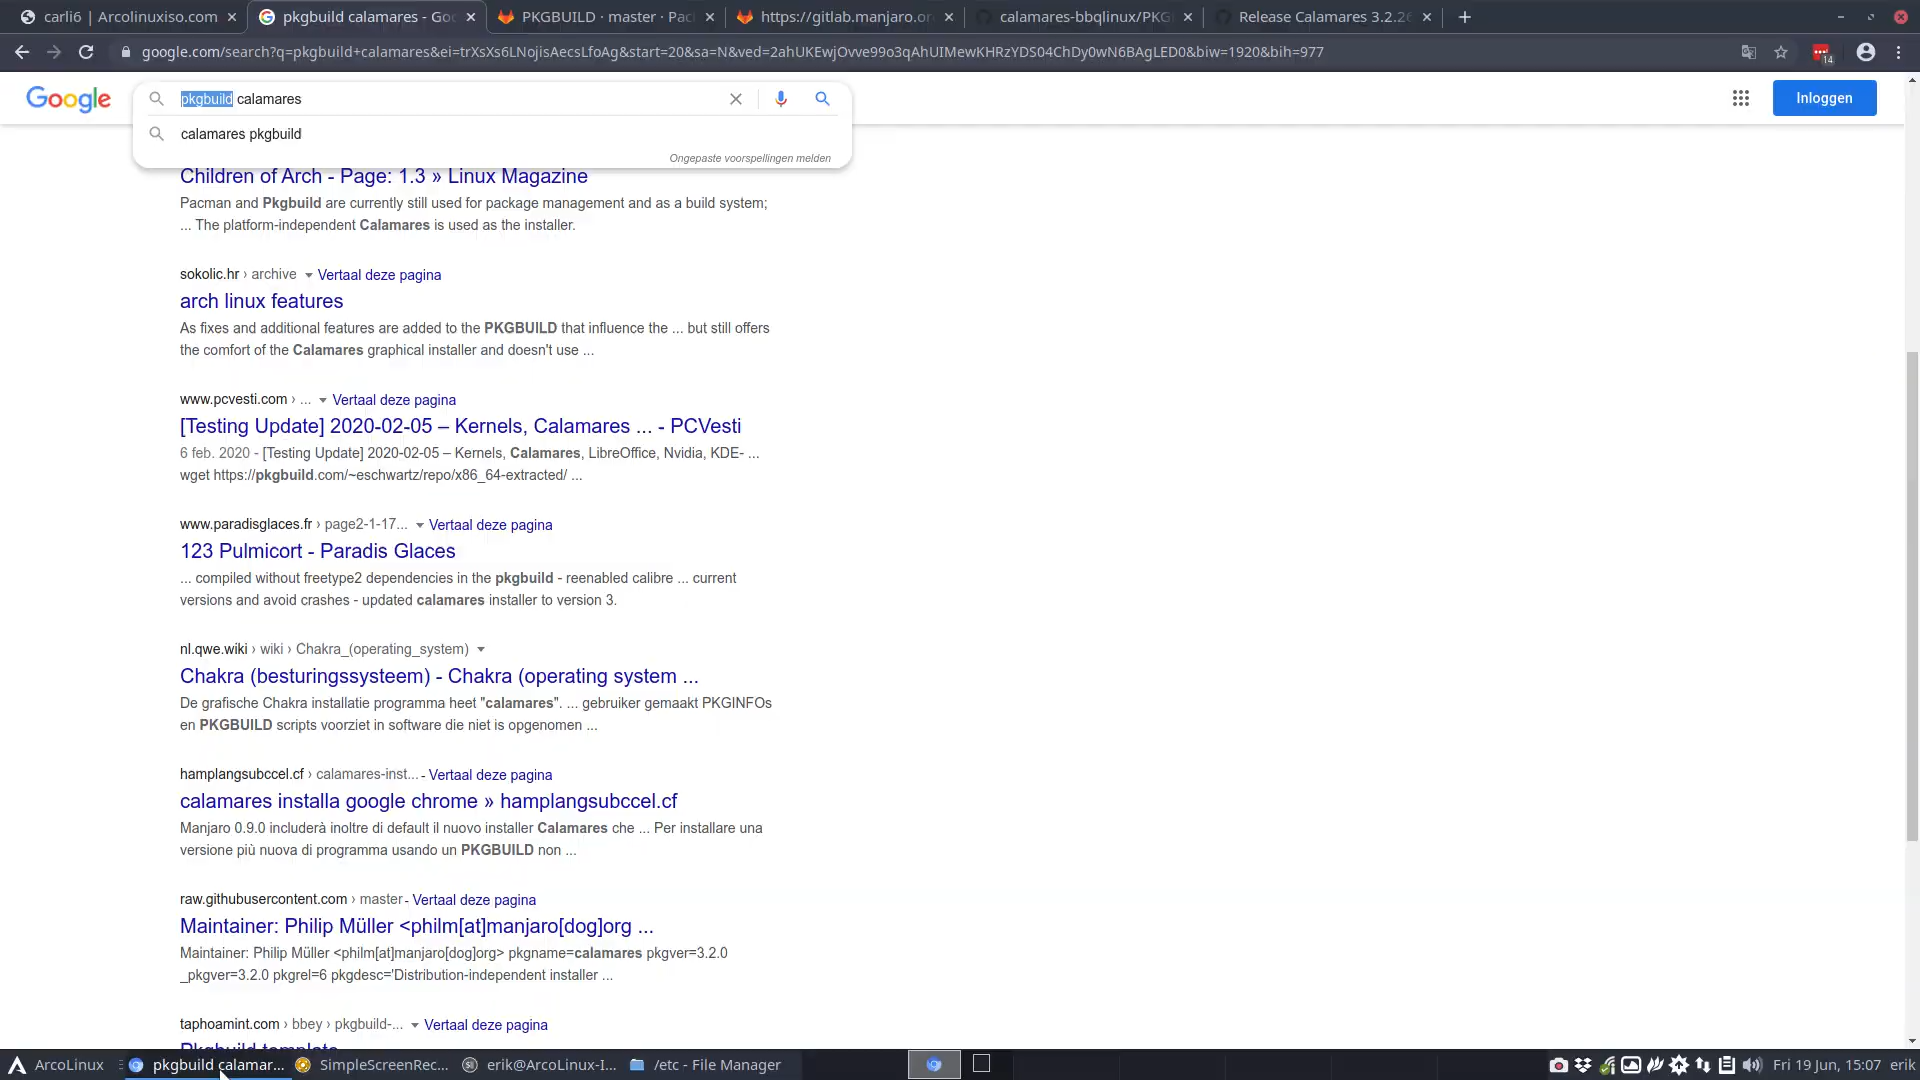 carli6 | Arcolinuxiso.com
pkgbuild calamares - Goo
PKGBUILD · master · Pac
https://gitlab.manjaro.or
calamares-bbqlinux/PKG
Release Calamares 3.2.26
google.com/search?q=pkgbuild+calamares&ei=trXsXs6LNojisAecsLfoAg&start=20&sa=N&ved=2ahUKEwjOvve99o3qAhUIMewKHRzYDS04ChDy0wN6BAgLED0&biw=1920&bih=977
14
Google
pkgbuild calamares
Inloggen
calamares pkgbuild
Ongepaste voorspellingen melden
Children of Arch - Page: 1.3 » Linux Magazine
Pacman and Pkgbuild are currently still used for package management and as a build system;
... The platform-independent Calamares is used as the installer.
sokolic.hr › archive Vertaal deze pagina
arch linux features
As fixes and additional features are added to the PKGBUILD that influence the ... but still offers
the comfort of the Calamares graphical installer and doesn't use ...
www.pcvesti.com › ... Vertaal deze pagina
[Testing Update] 2020-02-05 – Kernels, Calamares ... - PCVesti
6 feb. 2020 - [Testing Update] 2020-02-05 – Kernels, Calamares, LibreOffice, Nvidia, KDE- ...
wget https://pkgbuild.com/~eschwartz/repo/x86_64-extracted/ ...
www.paradisglaces.fr › page2-1-17... Vertaal deze pagina
123 Pulmicort - Paradis Glaces
... compiled without freetype2 dependencies in the pkgbuild - reenabled calibre ... current
versions and avoid crashes - updated calamares installer to version 3.
nl.qwe.wiki › wiki › Chakra_(operating_system)
Chakra (besturingssysteem) - Chakra (operating system ...
De grafische Chakra installatie programma heet "calamares". ... gebruiker gemaakt PKGINFOs
en PKGBUILD scripts voorziet in software die niet is opgenomen ...
hamplangsubccel.cf › calamares-inst... - Vertaal deze pagina
calamares installa google chrome » hamplangsubccel.cf
Manjaro 0.9.0 includerà inoltre di default il nuovo installer Calamares che ... Per installare una
versione più nuova di programma usando un PKGBUILD non ...
raw.githubusercontent.com › master - Vertaal deze pagina
Maintainer: Philip Müller <philm[at]manjaro[dog]org ...
Maintainer: Philip Müller <philm[at]manjaro[dog]org> pkgname=calamares pkgver=3.2.0
_pkgver=3.2.0 pkgrel=6 pkgdesc='Distribution-independent installer ...
taphoamint.com › bbey › pkgbuild-... Vertaal deze pagina
Pkgbuild template
ArcoLinux
pkgbuild calamar...
SimpleScreenRec...
erik@ArcoLinux-I...
/etc - File Manager
Fri 19 Jun, 15:07
erik